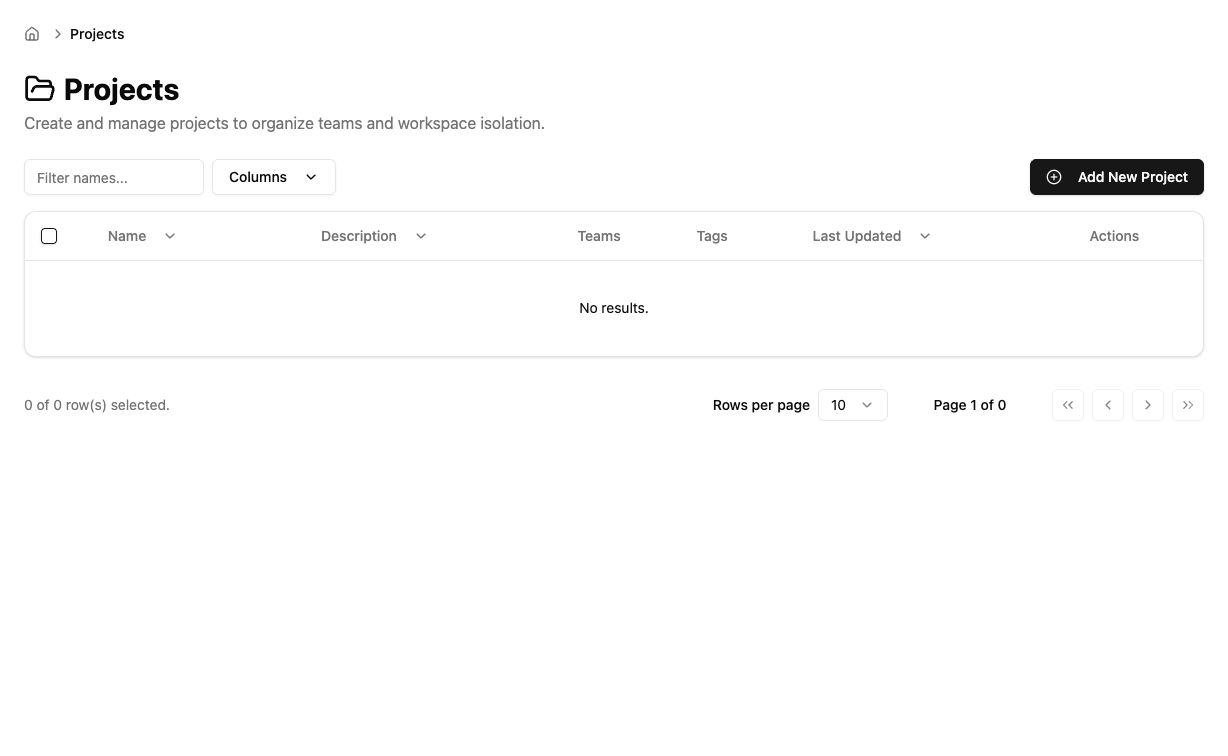 Projects
Projects
Create and manage projects to organize teams and workspace isolation.
Filter names... Columns Add New Project
Name Description Teams Tags Last Updated Actions
No results.
0 of 0 row(s) selected. Rows per page 10 Page 1 of 0